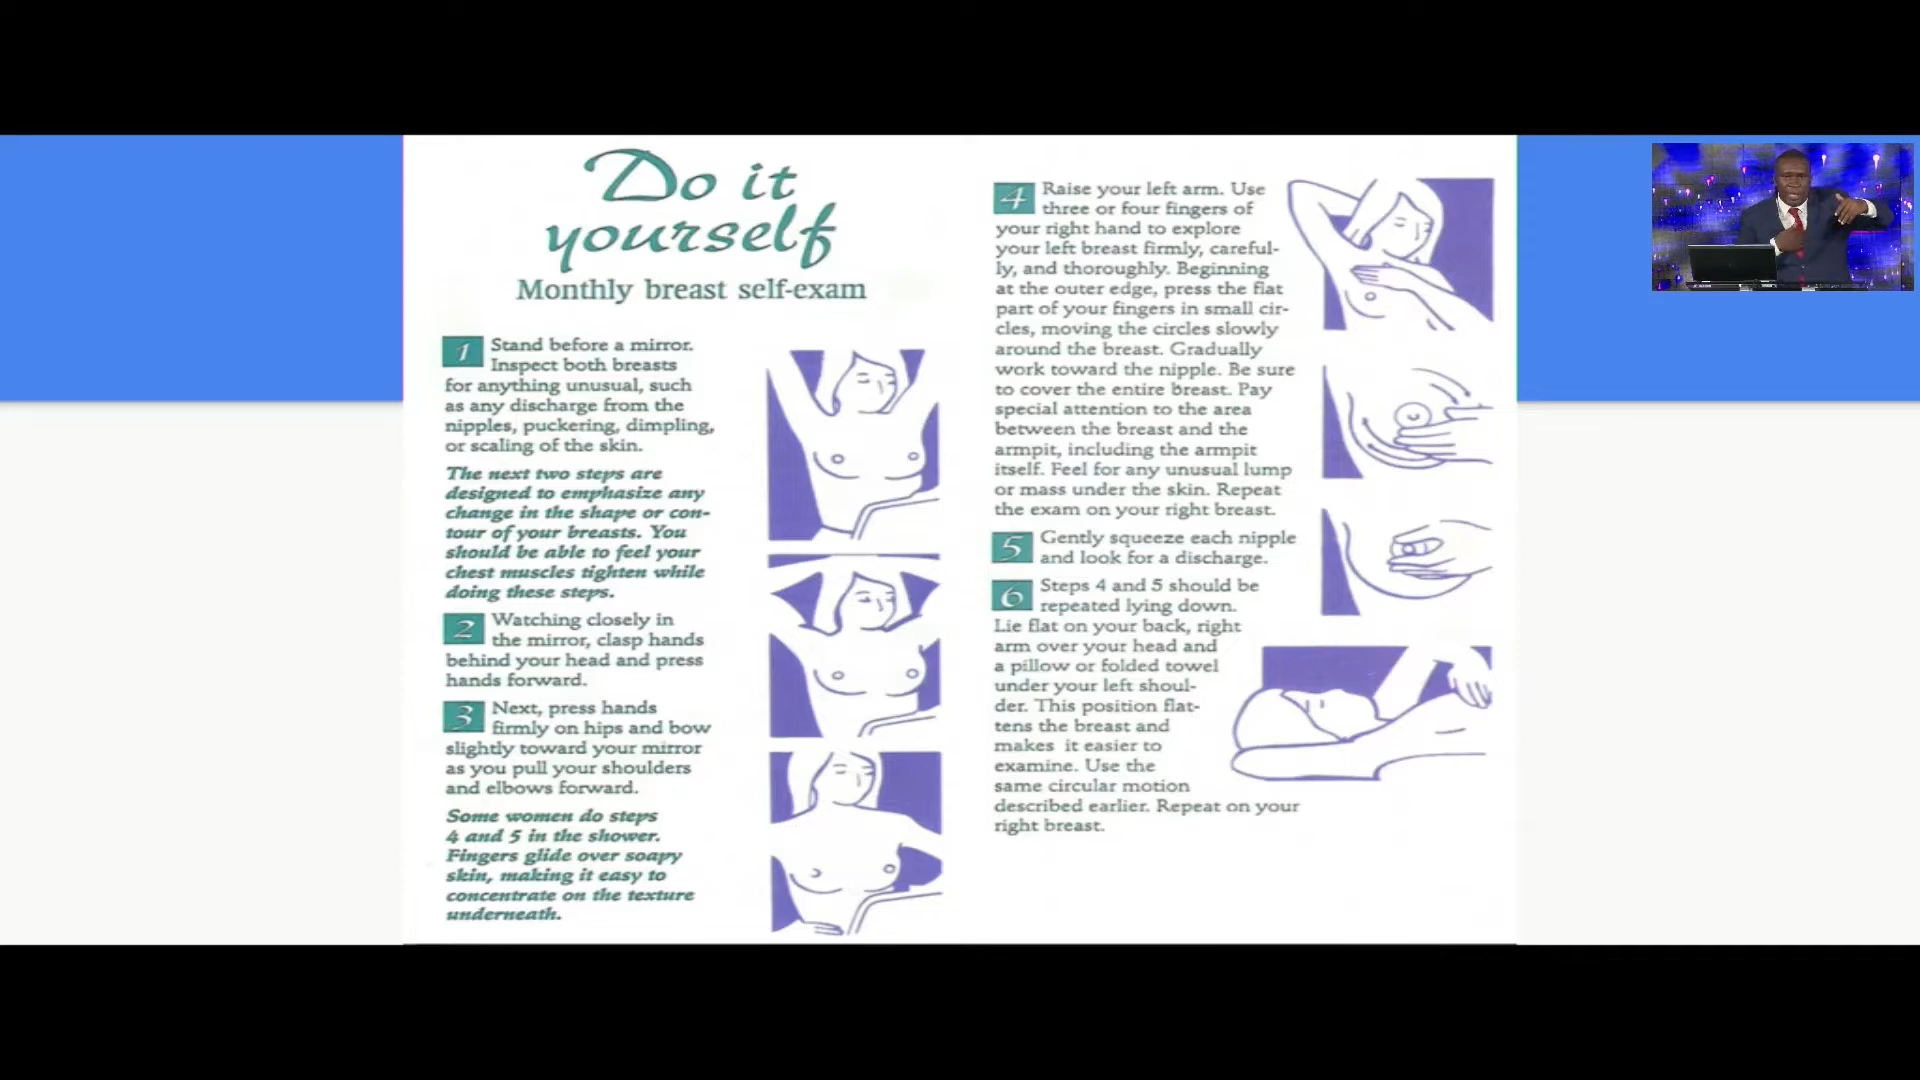 Do it
yourself
Monthly breast self-exam
1 Stand before a mirror.
Inspect both breasts
for anything unusual, such
as any discharge from the
nipples, puckering, dimpling,
or scaling of the skin.
The next two steps are
designed to emphasize any
change in the shape or con-
tour of your breasts. You
should be able to feel your
chest muscles tighten while
doing these steps.
2 Watching closely in
the mirror, clasp hands
behind your head and press
hands forward.
3 Next, press hands
firmly on hips and bow
slightly toward your mirror
as you pull your shoulders
and elbows forward.
Some women do steps
4 and 5 in the shower.
Fingers glide over soapy
skin, making it easy to
concentrate on the texture
underneath.
4 Raise your left arm. Use
three or four fingers of
your right hand to explore
your left breast firmly, careful-
ly, and thoroughly. Beginning
at the outer edge, press the flat
part of your fingers in small cir-
cles, moving the circles slowly
around the breast. Gradually
work toward the nipple. Be sure
to cover the entire breast. Pay
special attention to the area
between the breast and the
armpit, including the armpit
itself. Feel for any unusual lump
or mass under the skin. Repeat
the exam on your right breast.
5 Gently squeeze each nipple
and look for a discharge.
6 Steps 4 and 5 should be
repeated lying down.
Lie flat on your back, right
arm over your head and
a pillow or folded towel
under your left shoul-
der. This position flat-
tens the breast and
makes it easier to
examine. Use the
same circular motion
described earlier. Repeat on your
right breast.